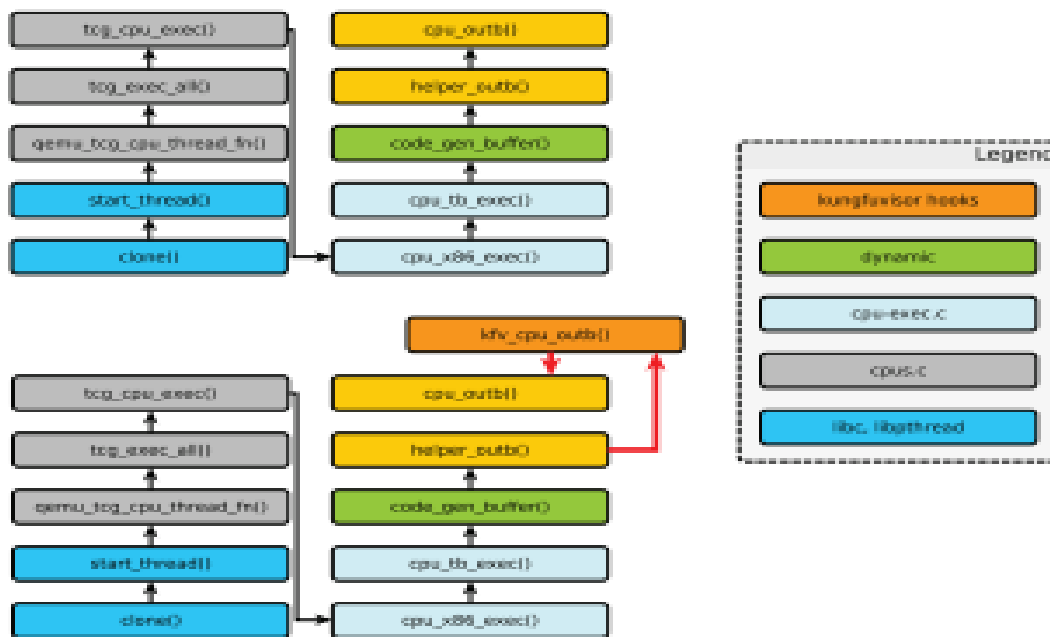 tcg_cpu_exec()
tcg_exec_all()
qemu_tcg_cpu_thread_fn()
start_thread()
clone()
cpu_outb()
helper_outb()
code_gen_buffer()
cpu_tb_exec()
cpu_x86_exec()
kfv_cpu_outb()
tcg_cpu_exec()
tcg_exec_all()
qemu_tcg_cpu_thread_fn()
start_thread()
clone()
cpu_outb()
helper_outb()
code_gen_buffer()
cpu_tb_exec()
cpu_x86_exec()
Legend
kungfuvisor hooks
dynamic
cpu-exec.c
cpus.c
libc, libpthread